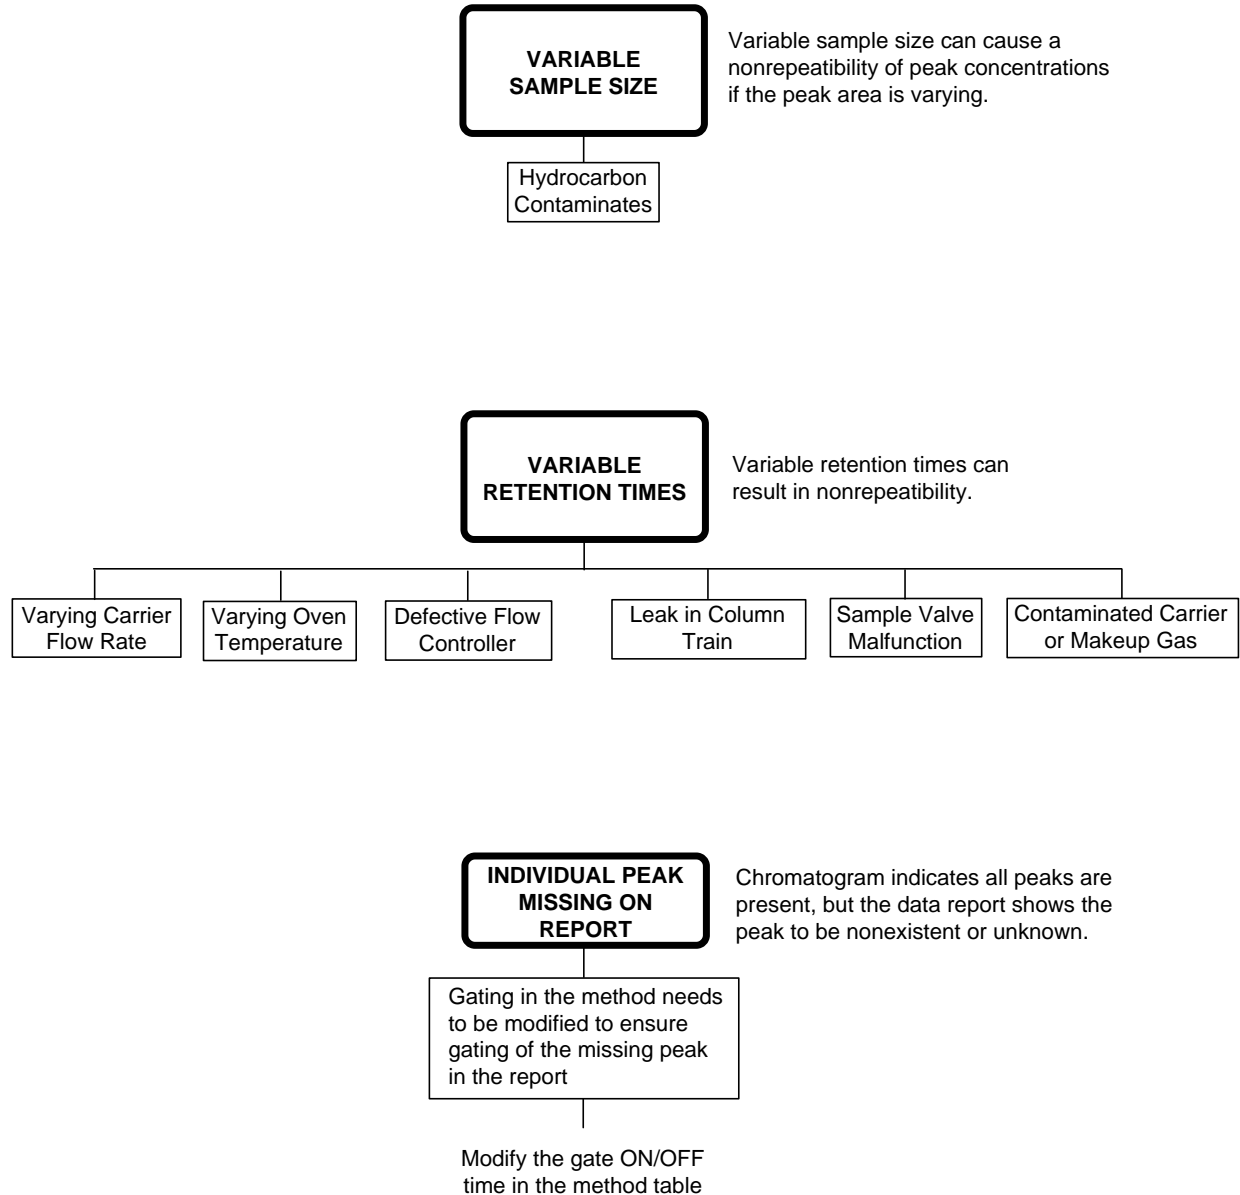 VARIABLE
SAMPLE SIZE
Variable sample size can cause a
nonrepeatibility of peak concentrations
if the peak area is varying.
Hydrocarbon
Contaminates
VARIABLE
RETENTION TIMES
Variable retention times can
result in nonrepeatibility.
Varying Carrier
Flow Rate
Varying Oven
Temperature
Defective Flow
Controller
Leak in Column
Train
Sample Valve
Malfunction
Contaminated Carrier
or Makeup Gas
INDIVIDUAL PEAK
MISSING ON
REPORT
Chromatogram indicates all peaks are
present, but the data report shows the
peak to be nonexistent or unknown.
Gating in the method needs
to be modified to ensure
gating of the missing peak
in the report
Modify the gate ON/OFF
time in the method table